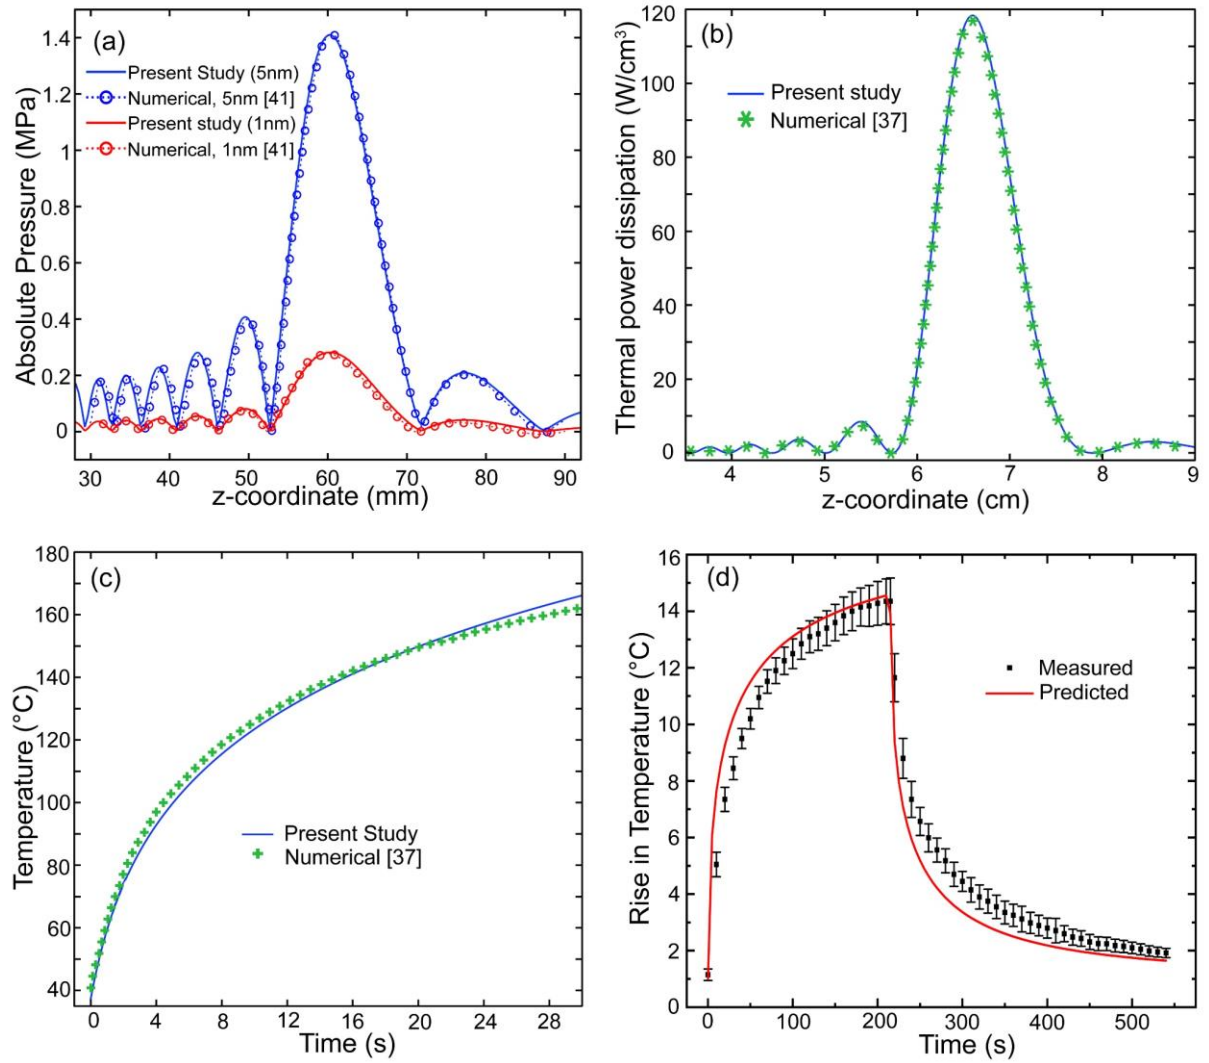 (a)
Absolute Pressure (MPa)
1.4
1.2
1
0.8
0.6
0.4
0.2
0
Present Study (5nm)
Numerical, 5nm [41]
Present study (1nm)
Numerical, 1nm [41]
30 40 50 60 70 80 90
z-coordinate (mm)
(b)
Thermal power dissipation (W/cm³)
120
100
80
60
40
20
0
Present study
Numerical [37]
4 5 6 7 8 9
z-coordinate (cm)
(c)
Temperature (°C)
180
160
140
120
100
80
60
40
Present Study
Numerical [37]
0 4 8 12 16 20 24 28
Time (s)
(d)
Rise in Temperature (°C)
16
14
12
10
8
6
4
2
0
Measured
Predicted
0 100 200 300 400 500
Time (s)